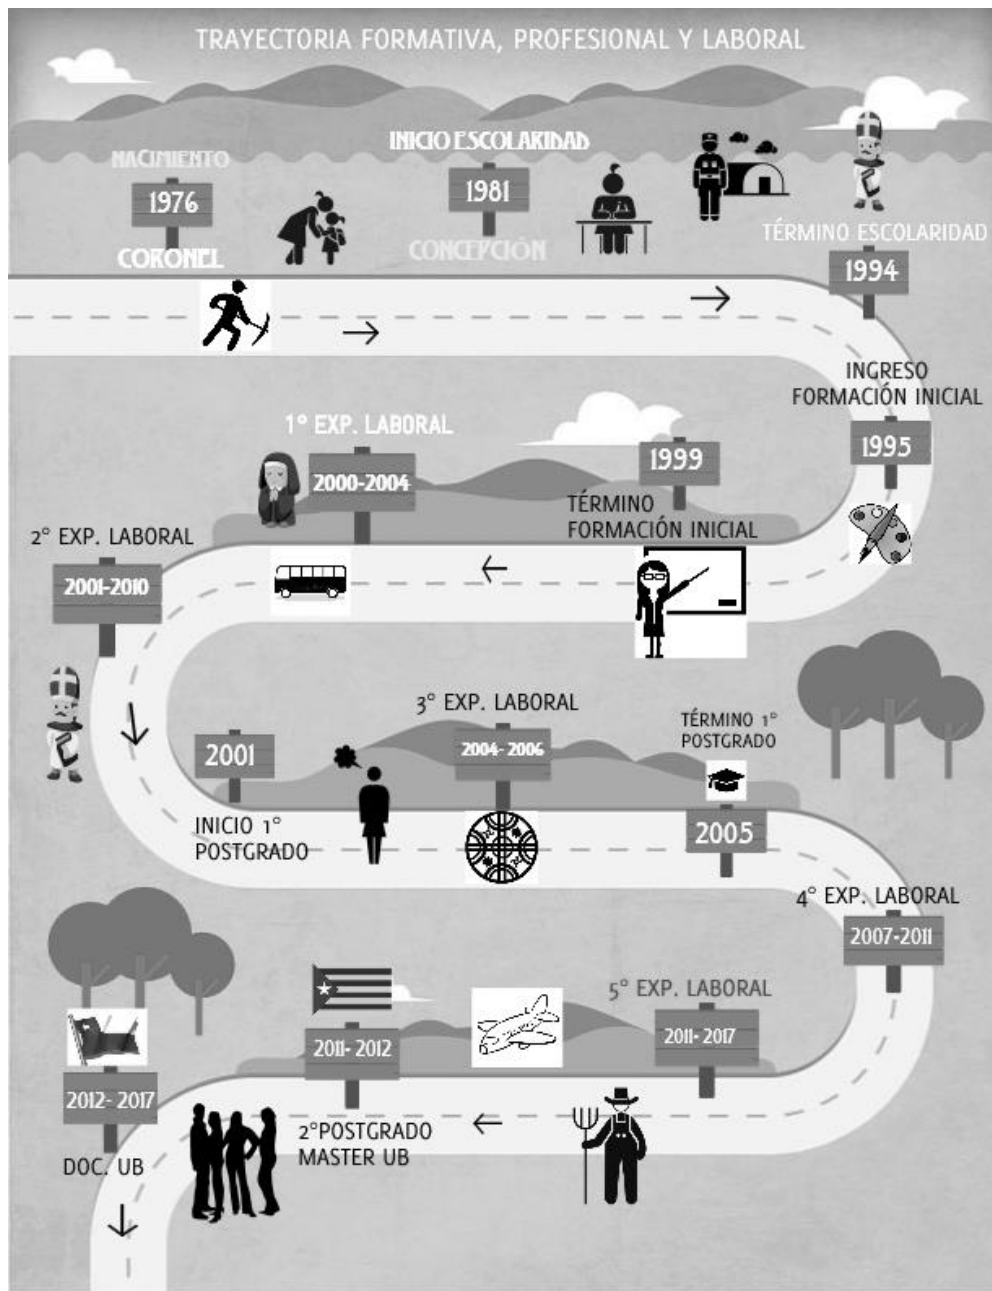 TRAYECTORIA FORMATIVA, PROFESIONAL Y LABORAL
NACIMIENTO
1976
CORONEL
INICIO ESCOLARIDAD
1981
CONCEPCIÓN
TÉRMINO ESCOLARIDAD
1994
INGRESO
FORMACIÓN INICIAL
1995
1999
TÉRMINO
FORMACIÓN INICIAL
1° EXP. LABORAL
2000-2004
2° EXP. LABORAL
2001-2010
2001
INICIO 1°
POSTGRADO
3° EXP. LABORAL
2004-2006
TÉRMINO 1°
POSTGRADO
2005
4° EXP. LABORAL
2007-2011
5° EXP. LABORAL
2011-2017
2011-2012
2°POSTGRADO
MASTER UB
2012-2017
DOC. UB